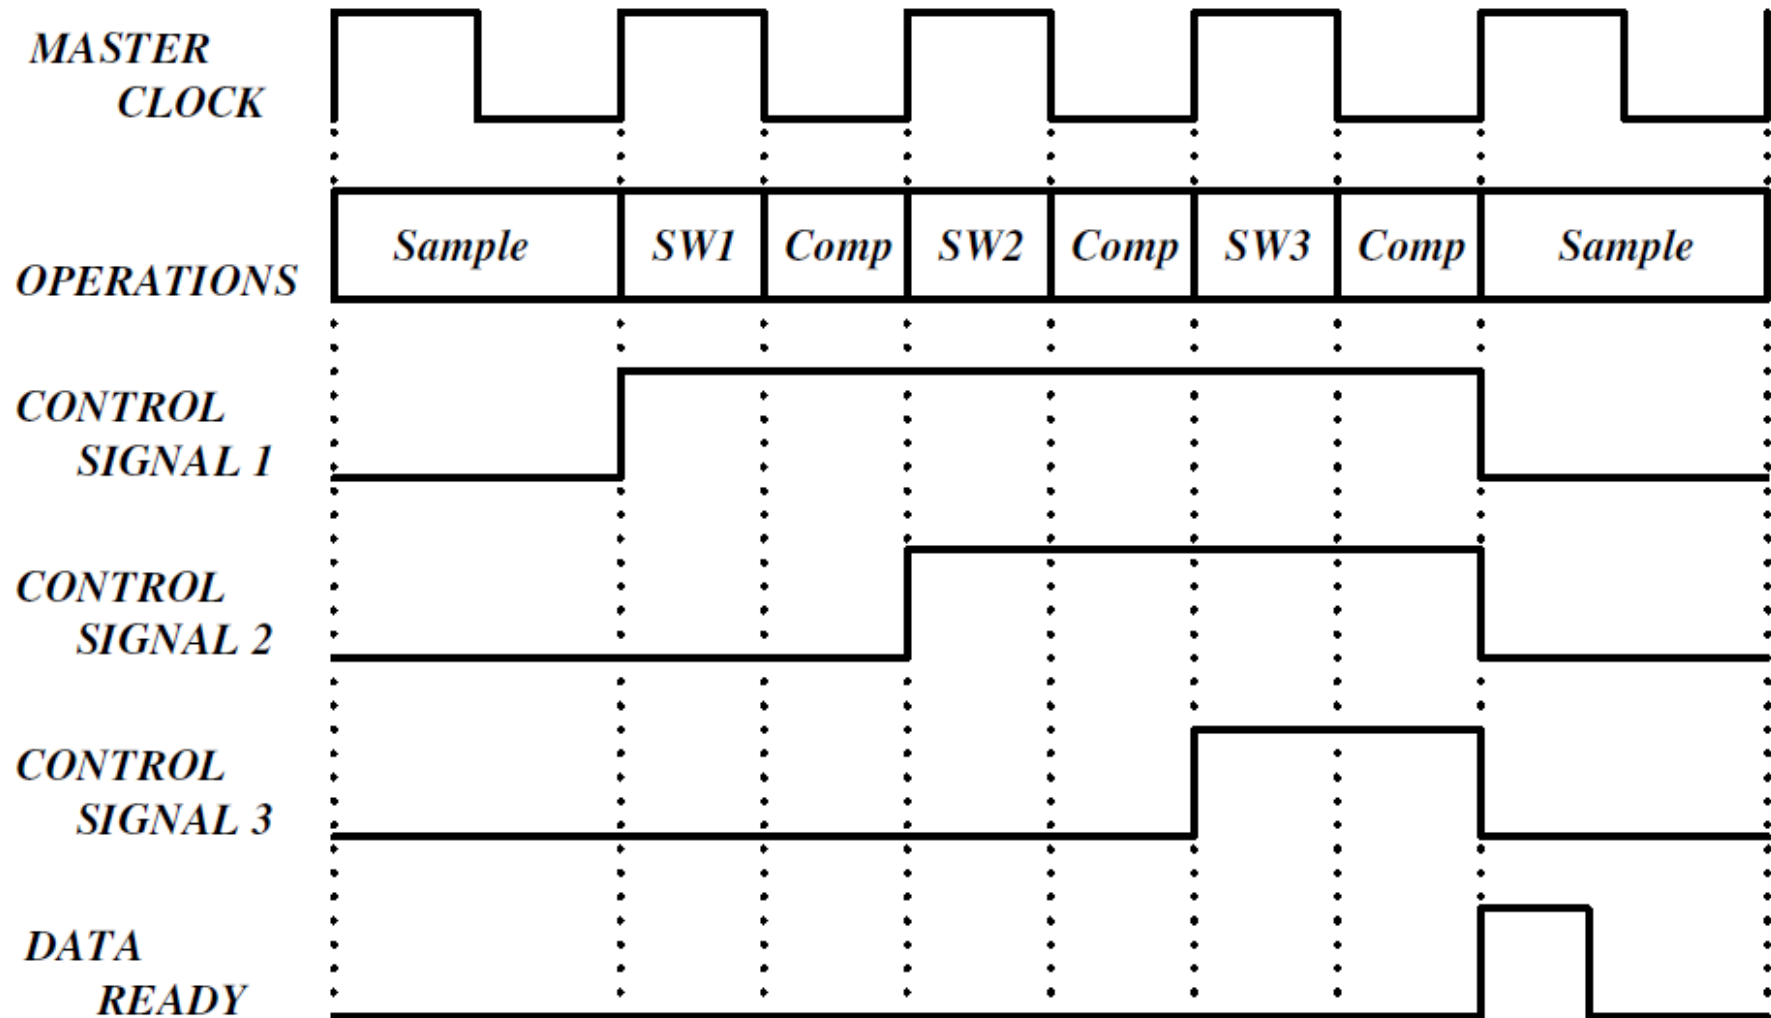 MASTER
CLOCK
OPERATIONS
Sample SW1 Comp SW2 Comp SW3 Comp Sample
CONTROL
SIGNAL 1
CONTROL
SIGNAL 2
CONTROL
SIGNAL 3
DATA
READY